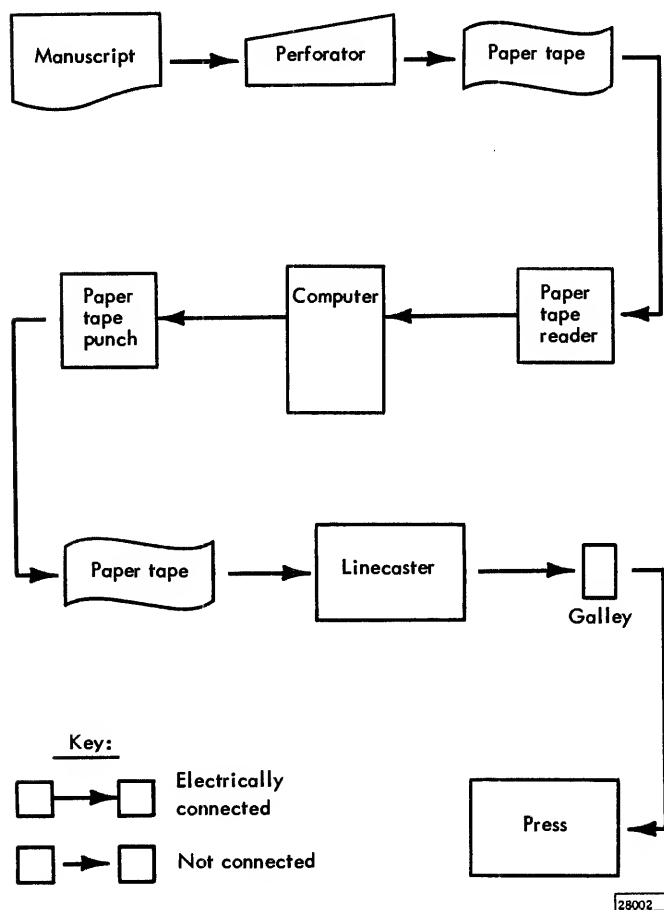 Manuscript
Perforator
Paper tape
Paper
tape
punch
Computer
Paper
tape
reader
Paper tape
Linecaster
Galley
Key:
Electrically
connected
Not connected
Press
28002